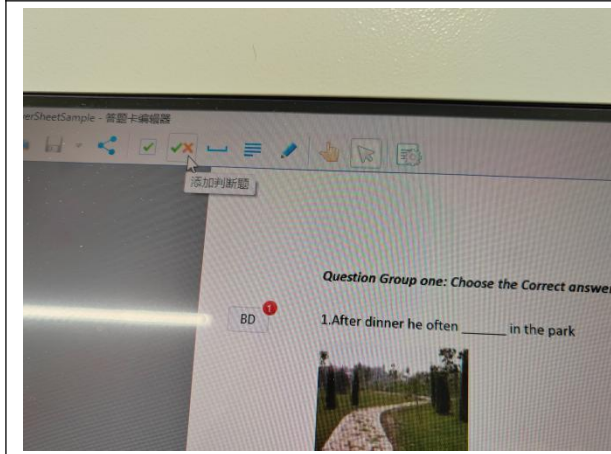 erSheetSample - 答题卡编辑器
添加判断题
Question Group one: Choose the Correct answer
BD
1
1.After dinner he often ______ in the park